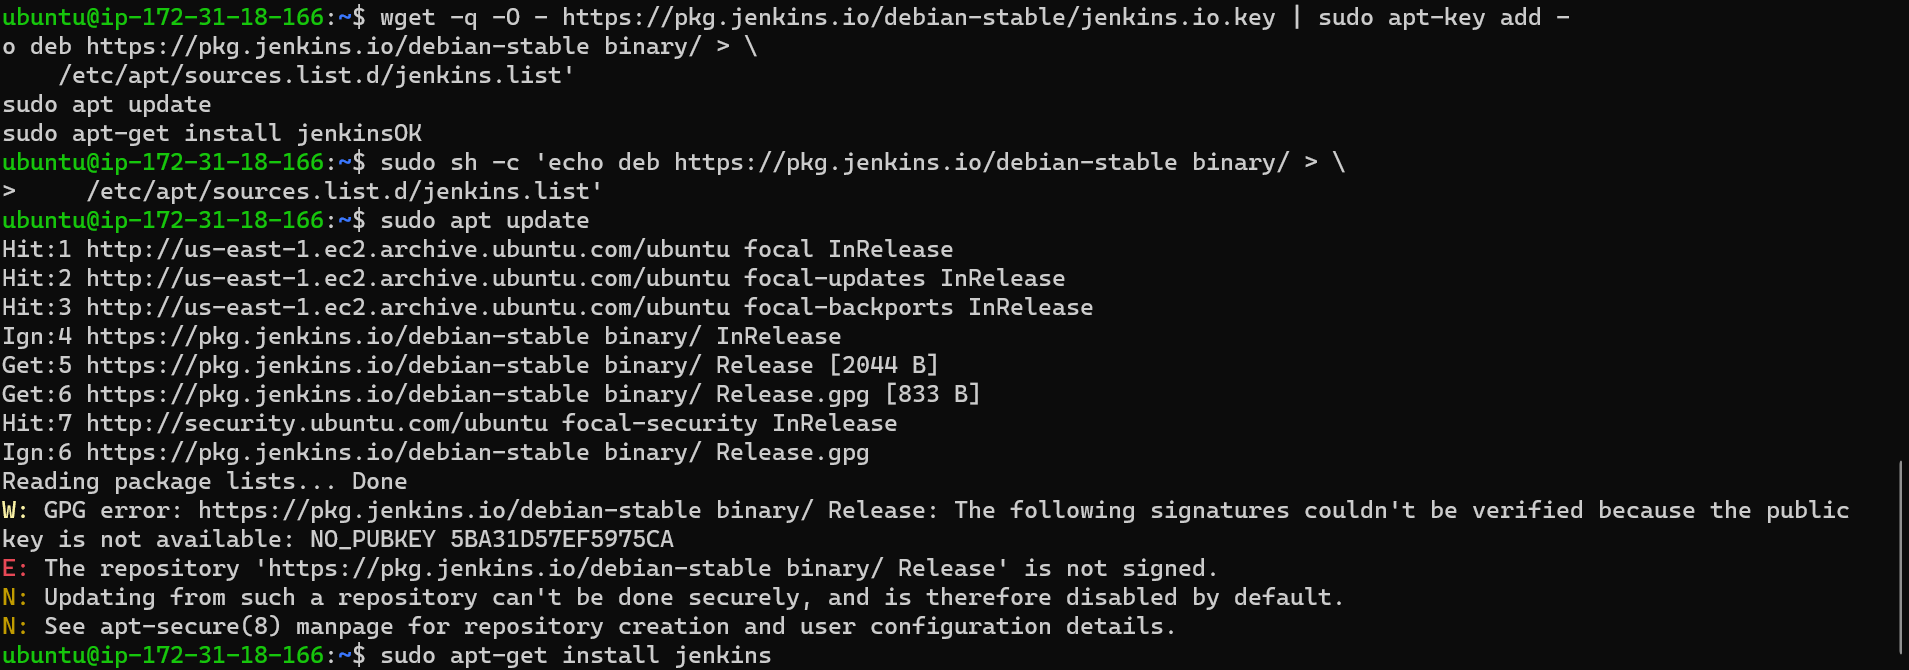 ubuntu@ip-172-31-18-166:~$ wget -q -O - https://pkg.jenkins.io/debian-stable/jenkins.io.key | sudo apt-key add -
o deb https://pkg.jenkins.io/debian-stable binary/ > \
    /etc/apt/sources.list.d/jenkins.list'
sudo apt update
sudo apt-get install jenkinsOK
ubuntu@ip-172-31-18-166:~$ sudo sh -c 'echo deb https://pkg.jenkins.io/debian-stable binary/ > \
>     /etc/apt/sources.list.d/jenkins.list'
ubuntu@ip-172-31-18-166:~$ sudo apt update
Hit:1 http://us-east-1.ec2.archive.ubuntu.com/ubuntu focal InRelease
Hit:2 http://us-east-1.ec2.archive.ubuntu.com/ubuntu focal-updates InRelease
Hit:3 http://us-east-1.ec2.archive.ubuntu.com/ubuntu focal-backports InRelease
Ign:4 https://pkg.jenkins.io/debian-stable binary/ InRelease
Get:5 https://pkg.jenkins.io/debian-stable binary/ Release [2044 B]
Get:6 https://pkg.jenkins.io/debian-stable binary/ Release.gpg [833 B]
Hit:7 http://security.ubuntu.com/ubuntu focal-security InRelease
Ign:6 https://pkg.jenkins.io/debian-stable binary/ Release.gpg
Reading package lists... Done
W: GPG error: https://pkg.jenkins.io/debian-stable binary/ Release: The following signatures couldn't be verified because the public
key is not available: NO_PUBKEY 5BA31D57EF5975CA
E: The repository 'https://pkg.jenkins.io/debian-stable binary/ Release' is not signed.
N: Updating from such a repository can't be done securely, and is therefore disabled by default.
N: See apt-secure(8) manpage for repository creation and user configuration details.
ubuntu@ip-172-31-18-166:~$ sudo apt-get install jenkins